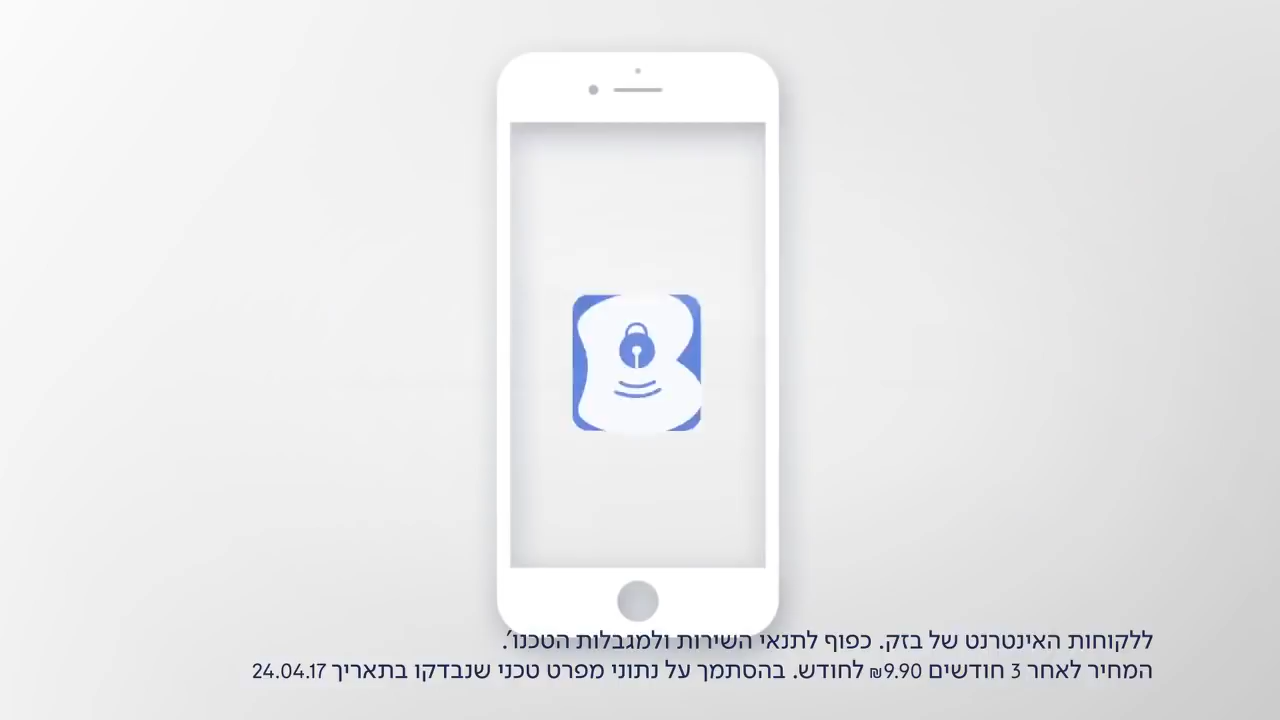 ללקוחות האינטרנט של בזק. כפוף לתנאי השירות ולמגבלות הטכנו'.
המחיר לאחר 3 חודשים 9.90₪ לחודש. בהסתמך על נתוני מפרט טכני שנבדקו בתאריך 24.04.17